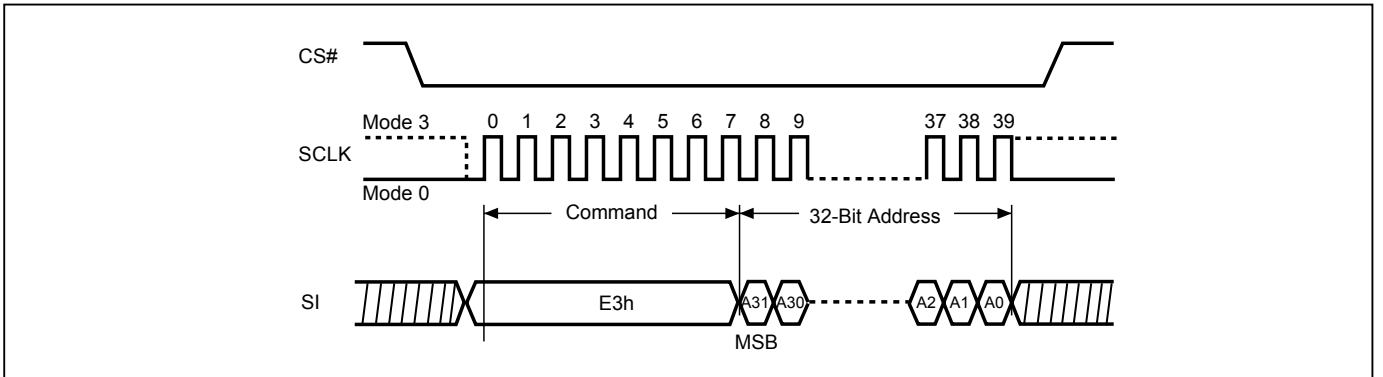 CS#
Mode 3
0 1 2 3 4 5 6 7 8 9 37 38 39
SCLK
Mode 0
Command
32-Bit Address
SI
E3h
A31 A30 A2 A1 A0
MSB